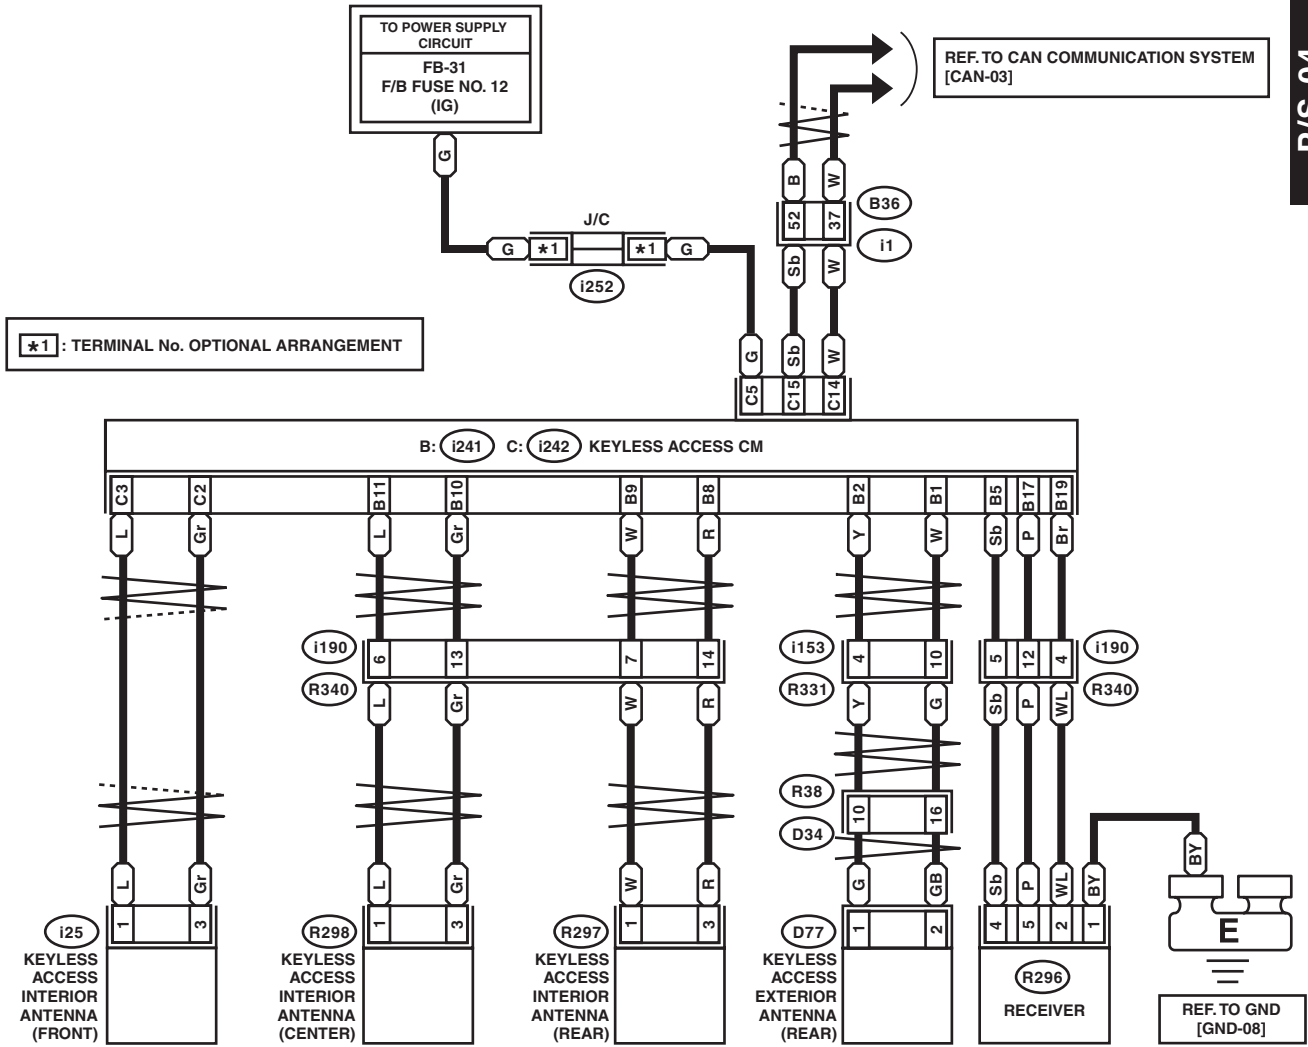 TO POWER SUPPLY
CIRCUIT
FB-31
F/B FUSE NO. 12
(IG)
REF. TO CAN COMMUNICATION SYSTEM
[CAN-03]
G
B W
52 37
B36
J/C
G *1 *1 G
i1
Sb W
i252
*1 : TERMINAL No. OPTIONAL ARRANGEMENT
G Sb W
C5 C15 C14
B: i241 C: i242 KEYLESS ACCESS CM
C3 C2 B11 B10 B9 B8 B2 B1 B5 B17 B19
L Gr L Gr W R Y W Sb P Br
i190 6 13 7 14 i153 4 10 5 12 4 i190
R340 R331 R340
L Gr W R Y G Sb P WL
R38 10 16
D34
BY
L Gr L Gr W R G GB Sb P WL BY
i25 1 3 R298 1 3 R297 1 3 D77 1 2 4 5 2 1
E
KEYLESS
ACCESS
INTERIOR
ANTENNA
(FRONT)
KEYLESS
ACCESS
INTERIOR
ANTENNA
(CENTER)
KEYLESS
ACCESS
INTERIOR
ANTENNA
(REAR)
KEYLESS
ACCESS
EXTERIOR
ANTENNA
(REAR)
R296
RECEIVER
REF. TO GND
[GND-08]